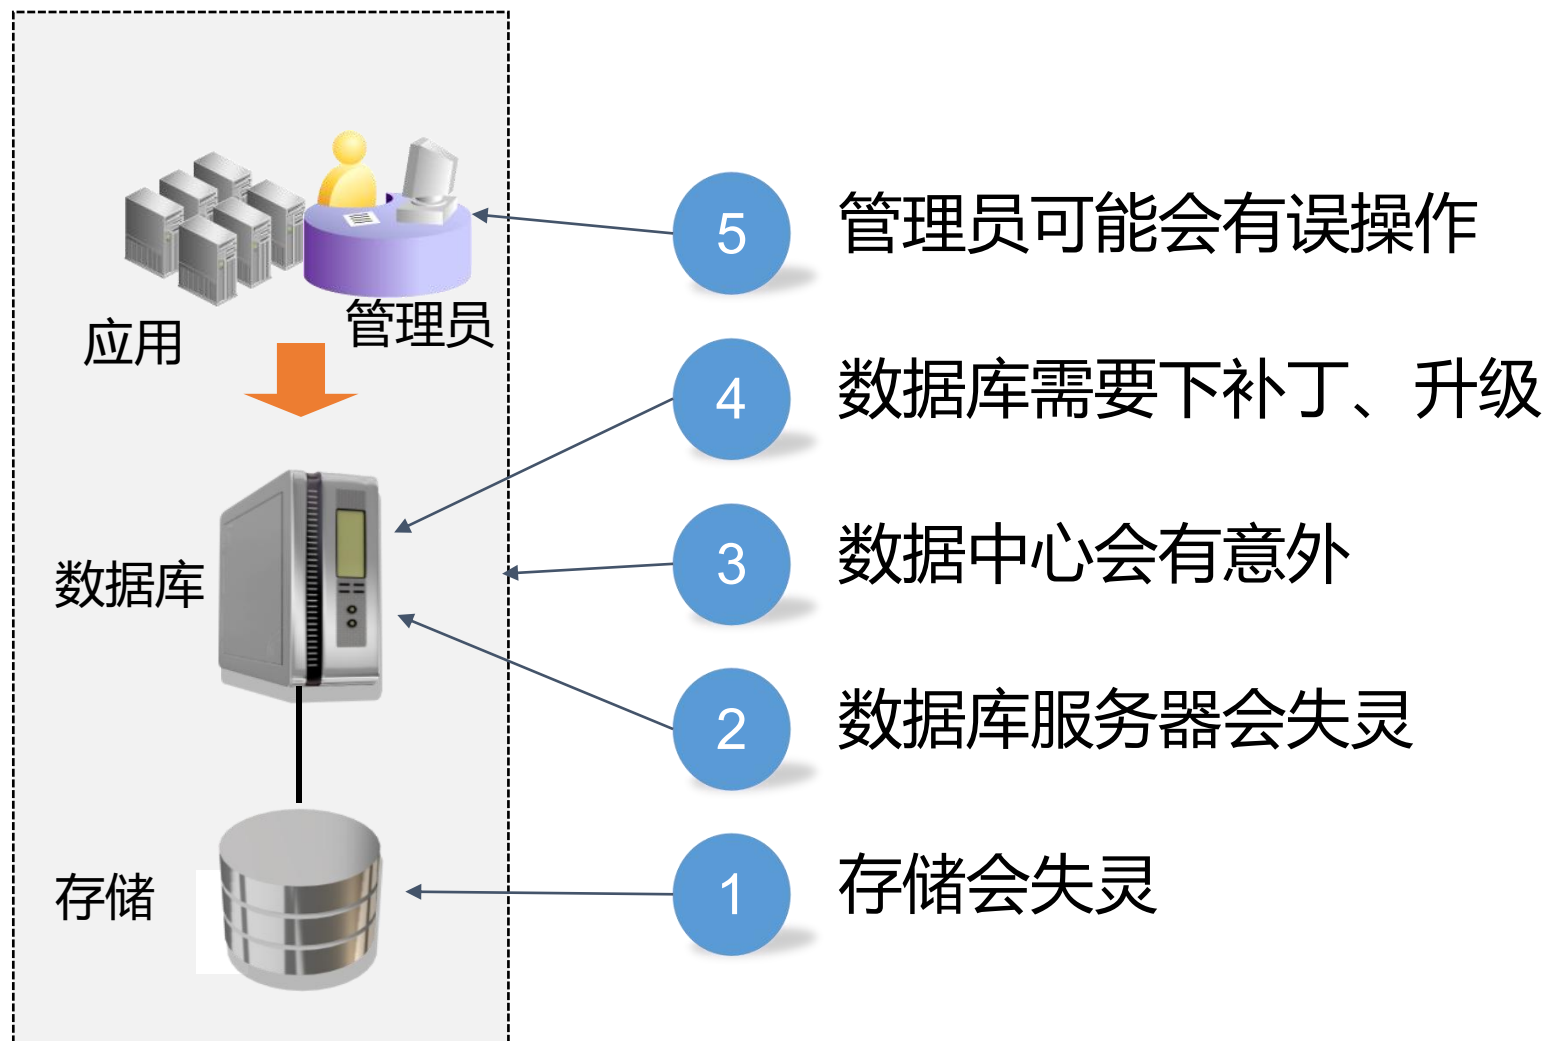 5 管理员可能会有误操作
应用 管理员
4 数据库需要下补丁、升级
数据库
3 数据中心会有意外
2 数据库服务器会失灵
存储
1 存储会失灵